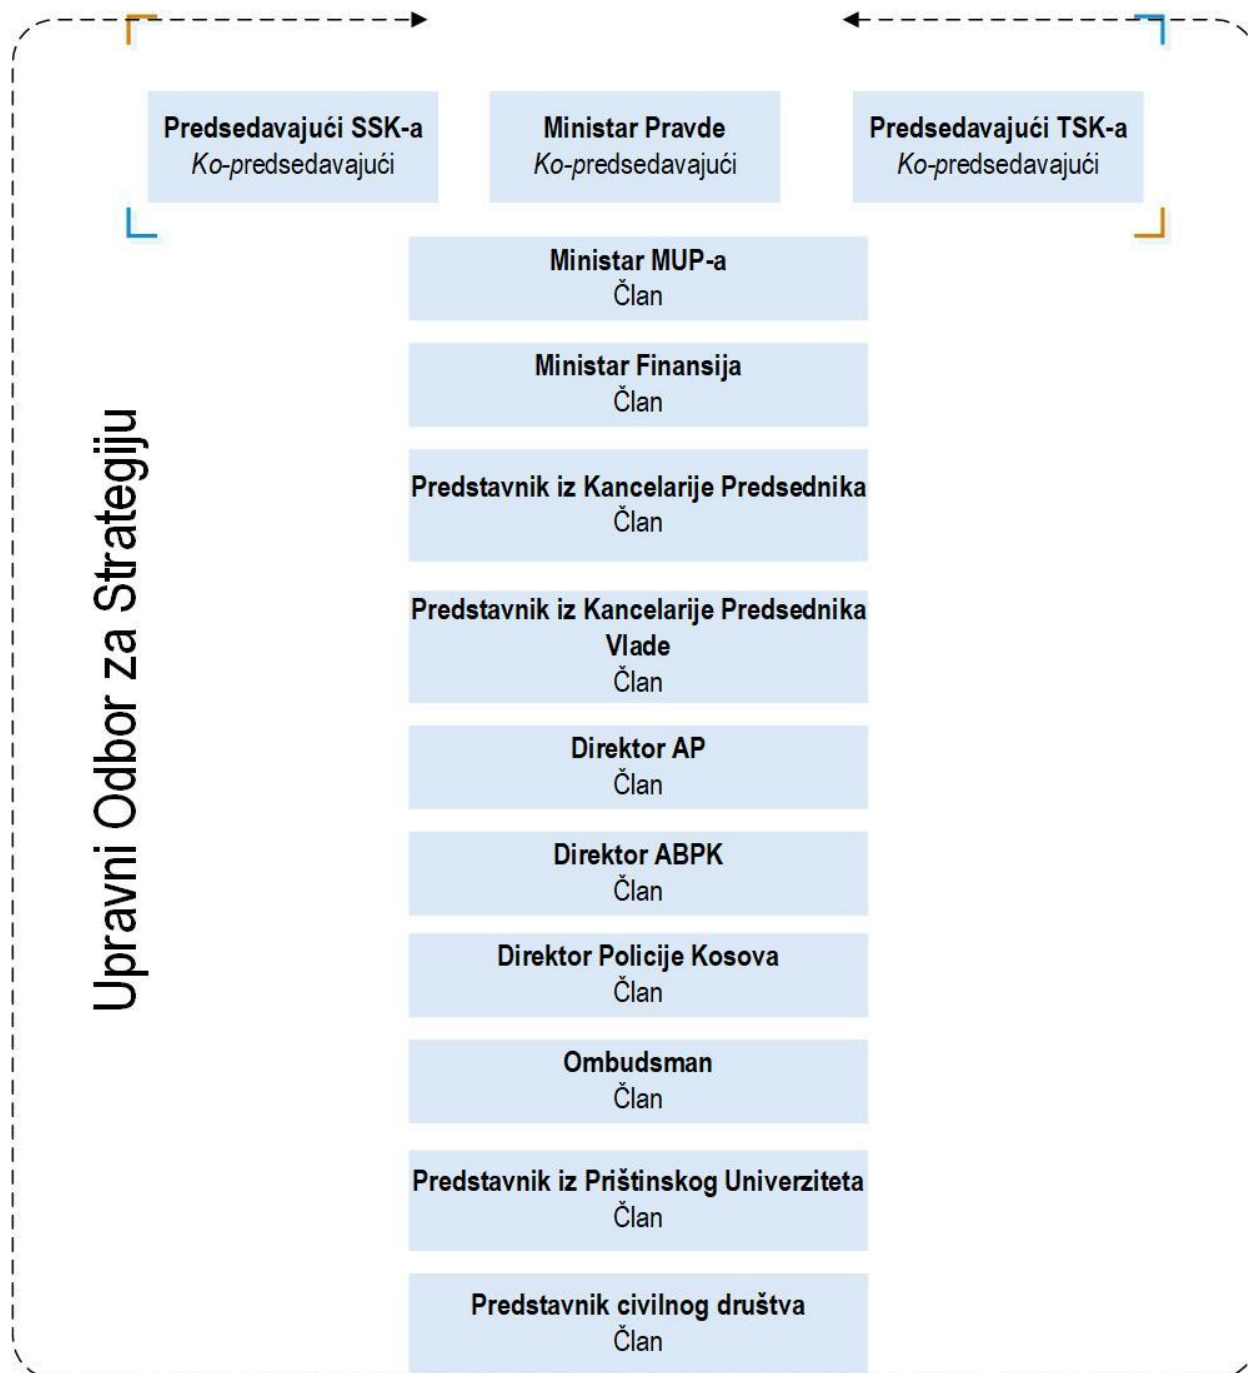 Predsedavajući SSK-a
Ko-predsedavajući
Ministar Pravde
Ko-predsedavajući
Predsedavajući TSK-a
Ko-predsedavajući
Upravni Odbor za Strategiju
Ministar MUP-a
Član
Ministar Finansija
Član
Predstavnik iz Kancelarije Predsednika
Član
Predstavnik iz Kancelarije Predsednika
Vlade
Član
Direktor AP
Član
Direktor ABPK
Član
Direktor Policije Kosova
Član
Ombudsman
Član
Predstavnik iz Prištinskog Univerziteta
Član
Predstavnik civilnog društva
Član